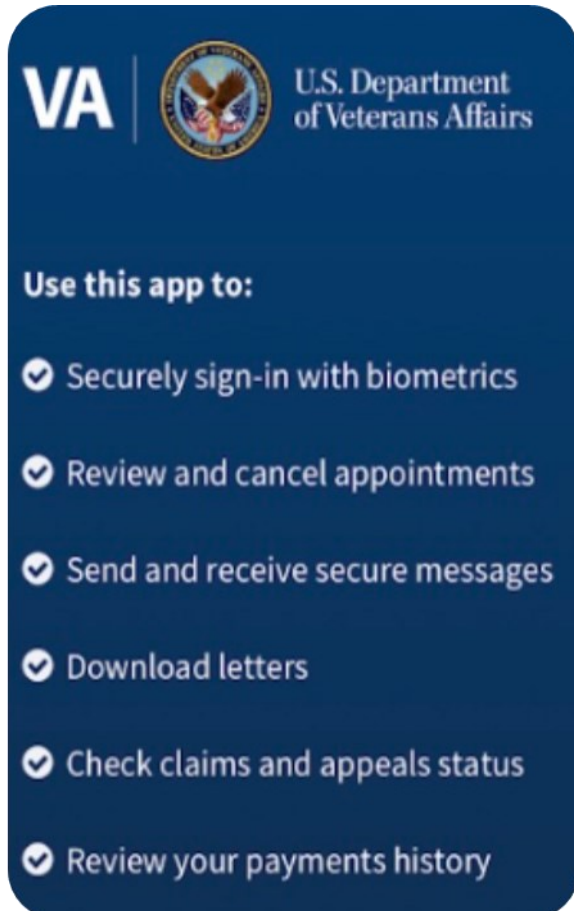 VA
U.S. Department
of Veterans Affairs
Use this app to:
Securely sign-in with biometrics
Review and cancel appointments
Send and receive secure messages
Download letters
Check claims and appeals status
Review your payments history